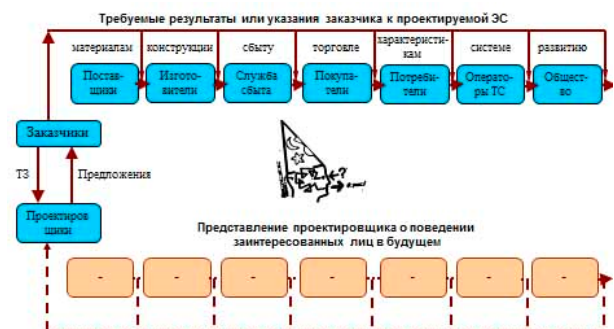 Требуемые результаты или указания заказчика к проектируемой ЭС
материалам конструкции сбыту торговле характеристи- системе развитию
кам
Постав- Изгото- Служба Покупа- Потреби- Операто- Общест-
щики вители сбыта тели тели ры ТС во
Заказчики
ТЗ Предложения
Проектиров
щики
Представление проектировщика о поведении
заинтересованных лиц в будущем
- - - - - - -